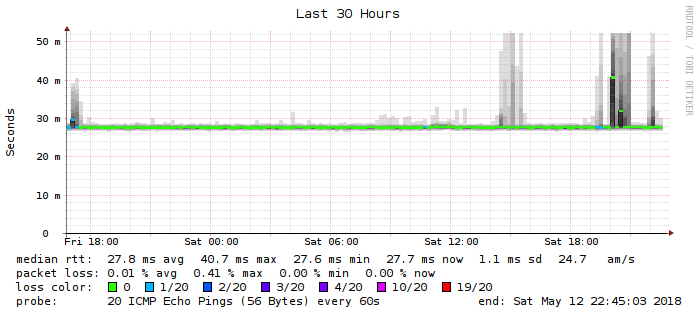 Last 30 Hours
RRDTOOL / TOBI OETIKER
Seconds
50 m
40 m
30 m
20 m
10 m
0
Fri 18:00 Sat 00:00 Sat 06:00 Sat 12:00 Sat 18:00
median rtt: 27.8 ms avg 40.7 ms max 27.6 ms min 27.7 ms now 1.1 ms sd 24.7 am/s
packet loss: 0.01 % avg 0.41 % max 0.00 % min 0.00 % now
loss color: 0 1/20 2/20 3/20 4/20 10/20 19/20
probe: 20 ICMP Echo Pings (56 Bytes) every 60s end: Sat May 12 22:45:03 2018